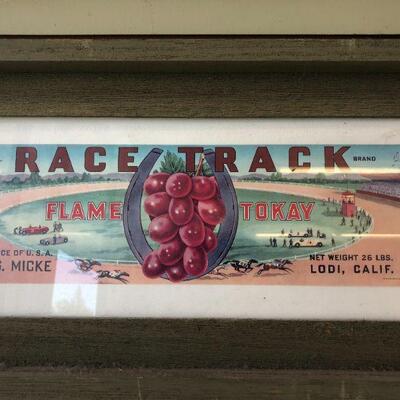 RACE TRACK BRAND
FLAME TOKAY
CE OF U.S.A.
MICKE
NET WEIGHT 26 LBS.
LODI, CALIF.